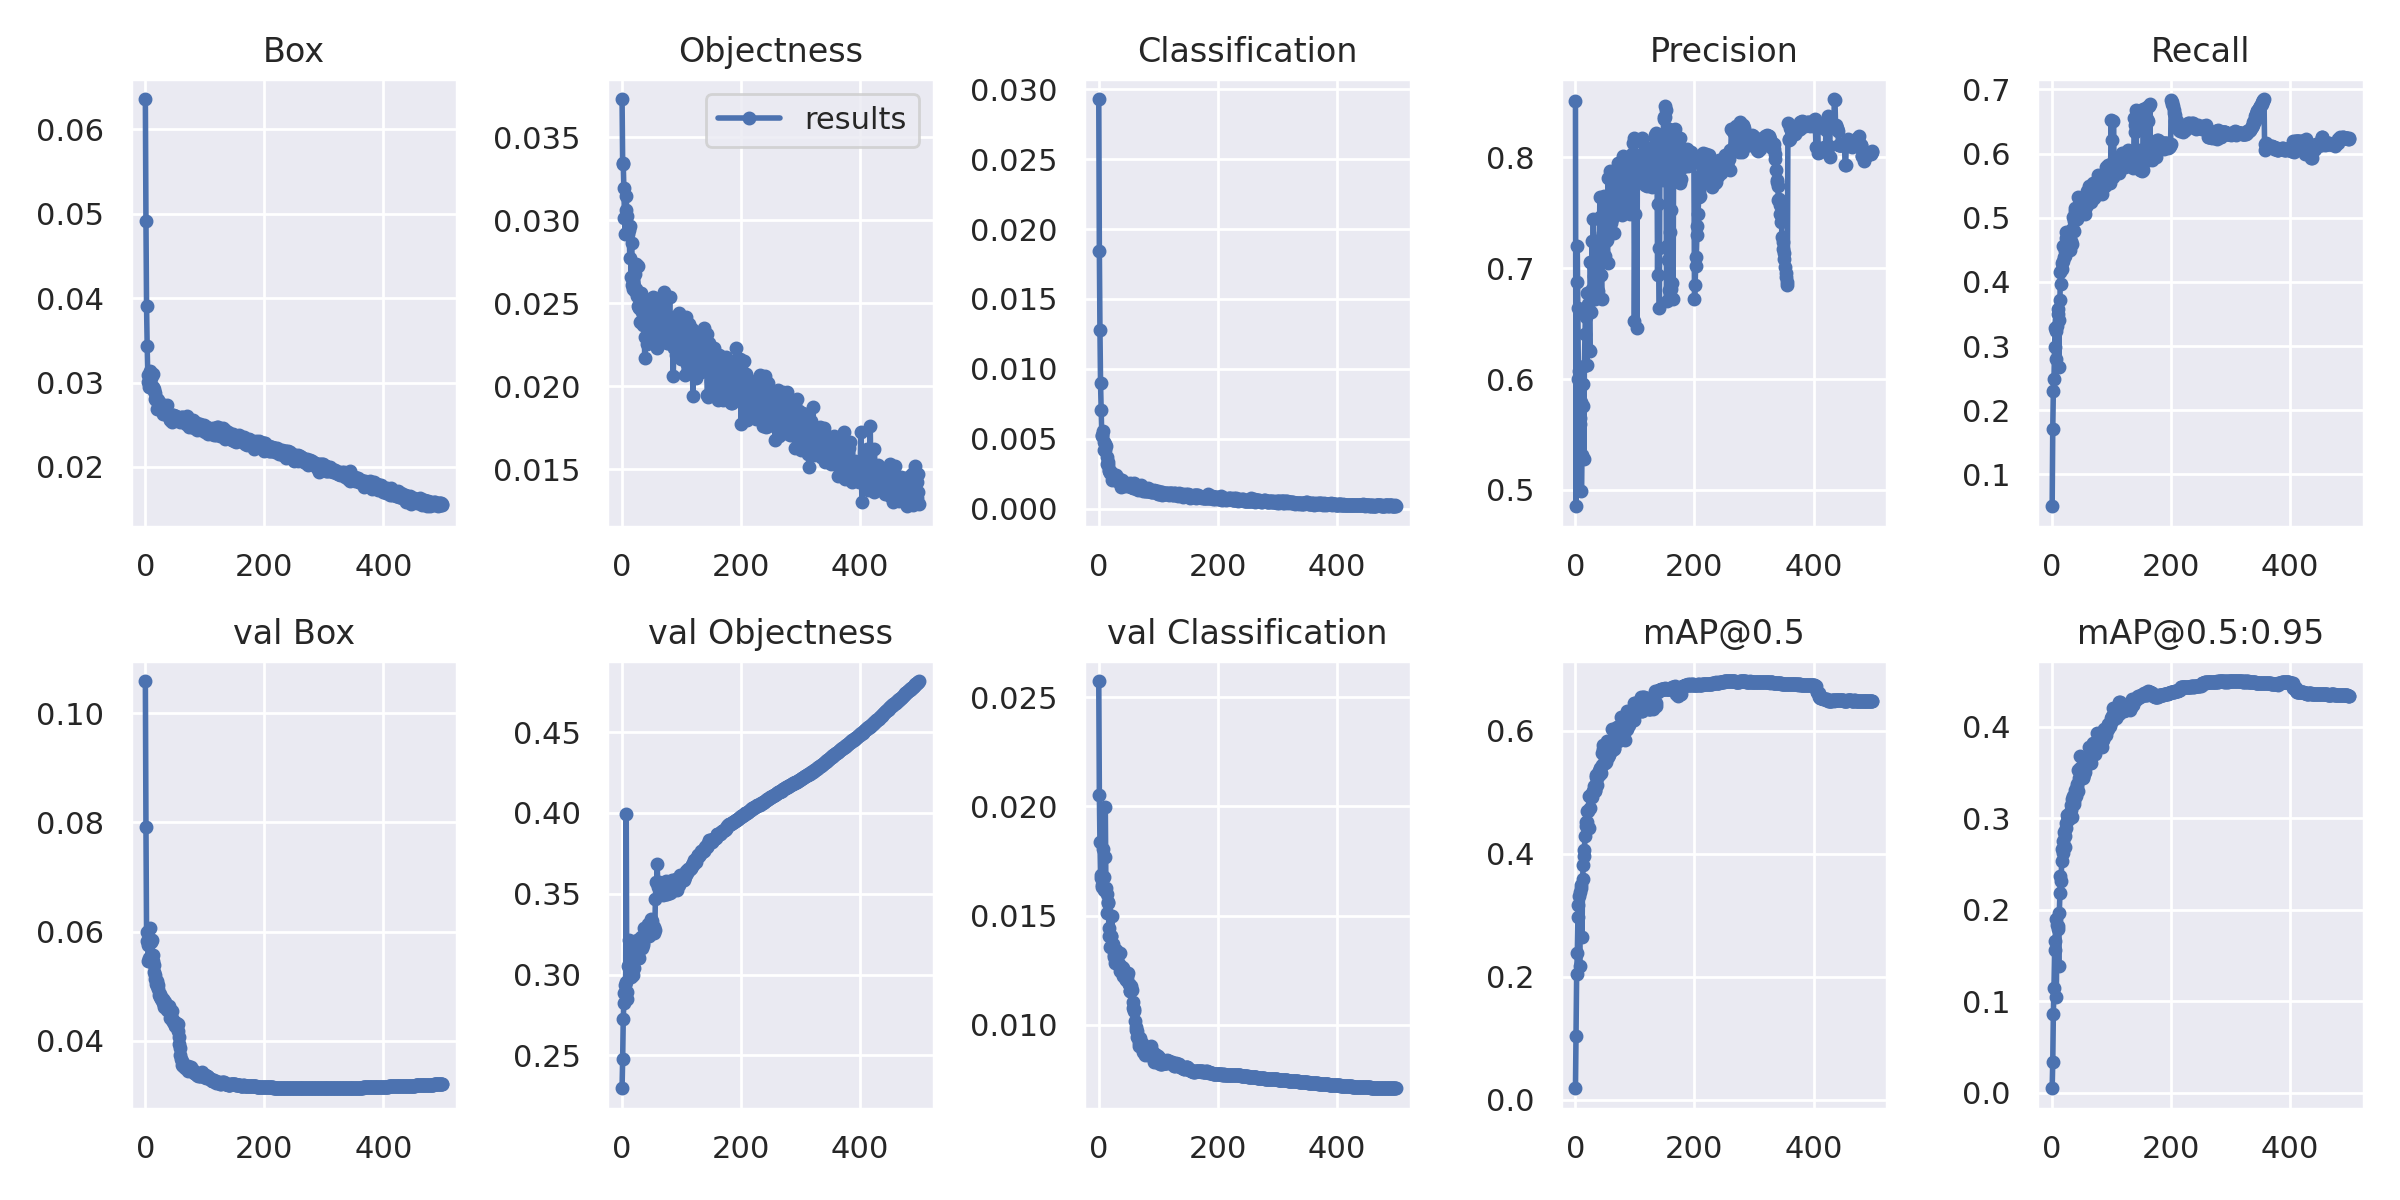 Box
Objectness
Classification
Precision
Recall
results
0.06
0.05
0.04
0.03
0.02
0 200 400
0.035
0.030
0.025
0.020
0.015
0 200 400
0.030
0.025
0.020
0.015
0.010
0.005
0.000
0 200 400
0.8
0.7
0.6
0.5
0 200 400
0.7
0.6
0.5
0.4
0.3
0.2
0.1
0 200 400
val Box
val Objectness
val Classification
mAP@0.5
mAP@0.5:0.95
0.10
0.08
0.06
0.04
0 200 400
0.45
0.40
0.35
0.30
0.25
0 200 400
0.025
0.020
0.015
0.010
0 200 400
0.6
0.4
0.2
0.0
0 200 400
0.4
0.3
0.2
0.1
0.0
0 200 400